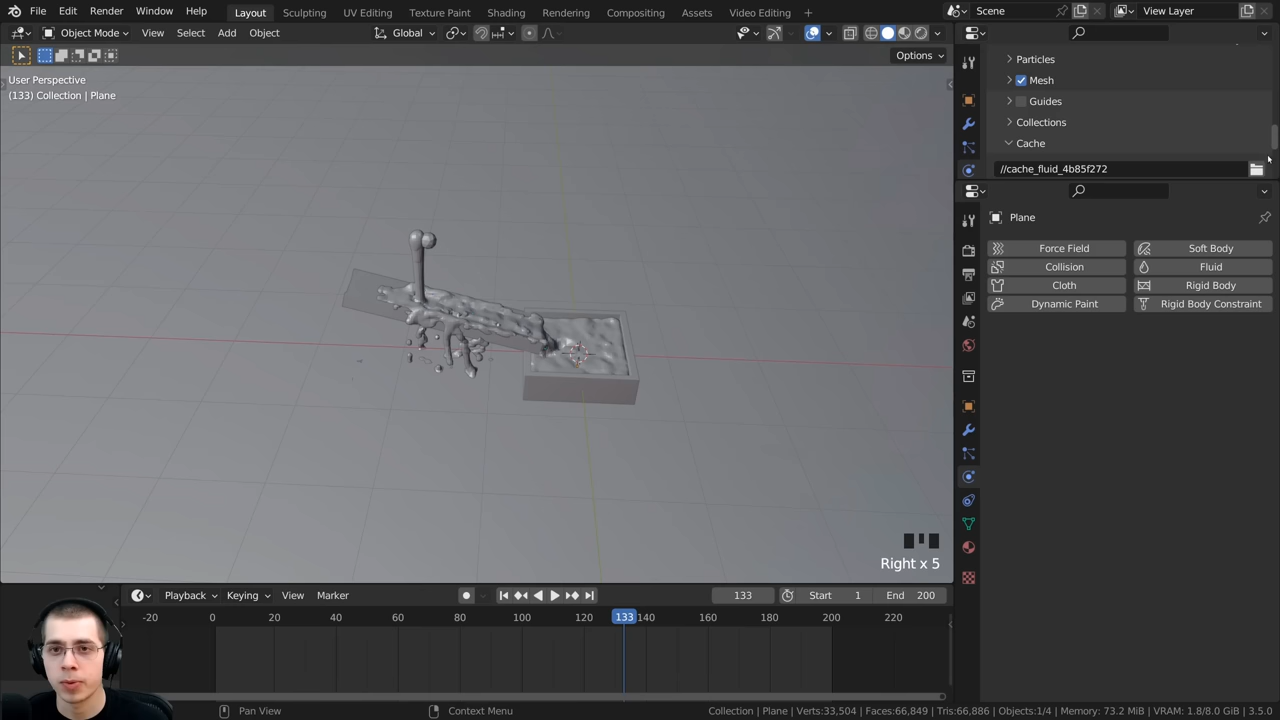 File Edit Render Window Help Layout Sculpting UV Editing Texture Paint Shading Rendering Compositing Assets Video Editing + Scene View Layer
Object Mode View Select Add Object Global
Options
User Perspective
(133) Collection | Plane
Particles
Mesh
Guides
Collections
Cache
//cache_fluid_4b85f272
Plane
Force Field Soft Body
Collision Fluid
Cloth Rigid Body
Dynamic Paint Rigid Body Constraint
Right x 5
Playback Keying View Marker 133 Start 1 End 200
-20 0 20 40 60 80 100 120 133 140 160 180 200 220
Pan View Context Menu Collection | Plane | Verts:33,504 | Faces:66,849 | Tris:66,886 | Objects:1/4 | Memory: 73.2 MiB | VRAM: 1.8/8.0 GiB | 3.5.0